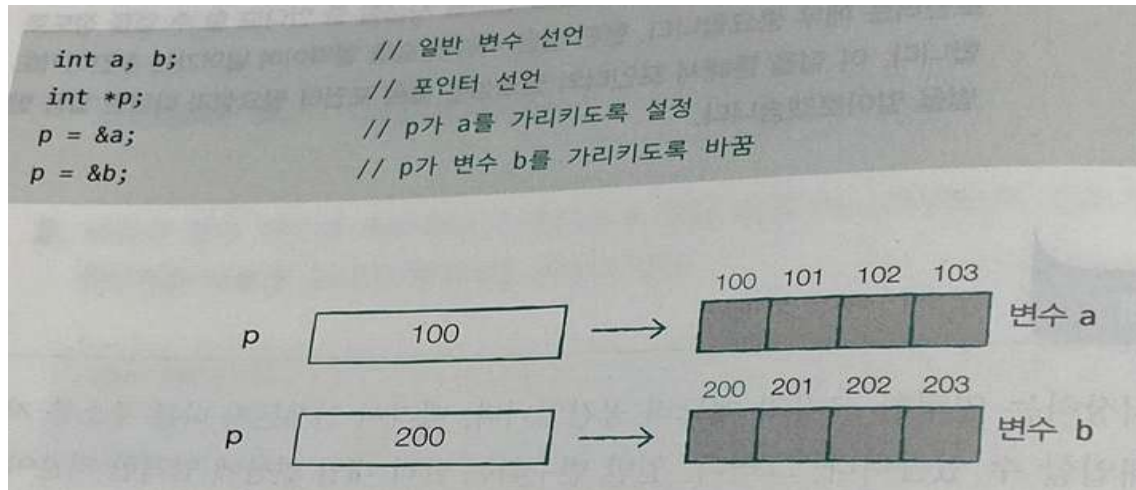 int a, b; // 일반 변수 선언
int *p; // 포인터 선언
p = &a; // p가 a를 가리키도록 설정
p = &b; // p가 변수 b를 가리키도록 바꿈
100 101 102 103
p 100 변수 a
200 201 202 203
p 200 변수 b